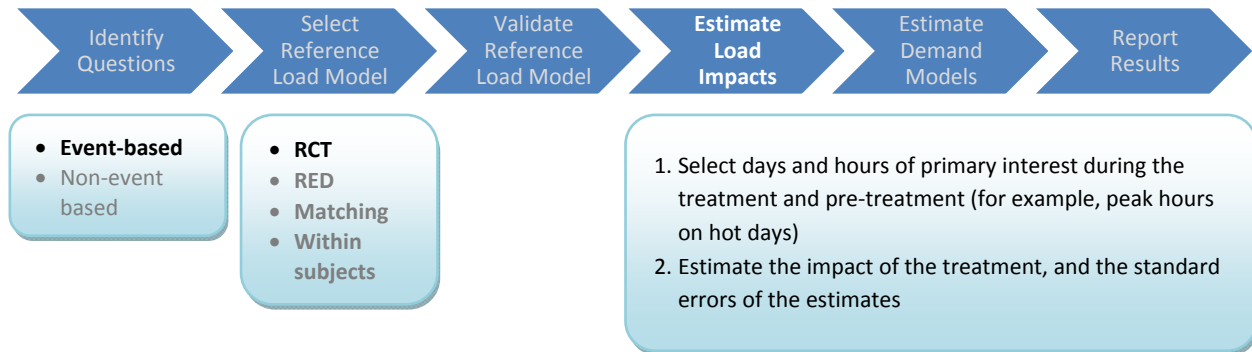 Identify
Questions
Select
Reference
Load Model
Validate
Reference
Load Model
Estimate
Load
Impacts
Estimate
Demand
Models
Report
Results
• Event-based
• Non-event
based
• RCT
• RED
• Matching
• Within
subjects
1. Select days and hours of primary interest during the
treatment and pre-treatment (for example, peak hours
on hot days)
2. Estimate the impact of the treatment, and the standard
errors of the estimates